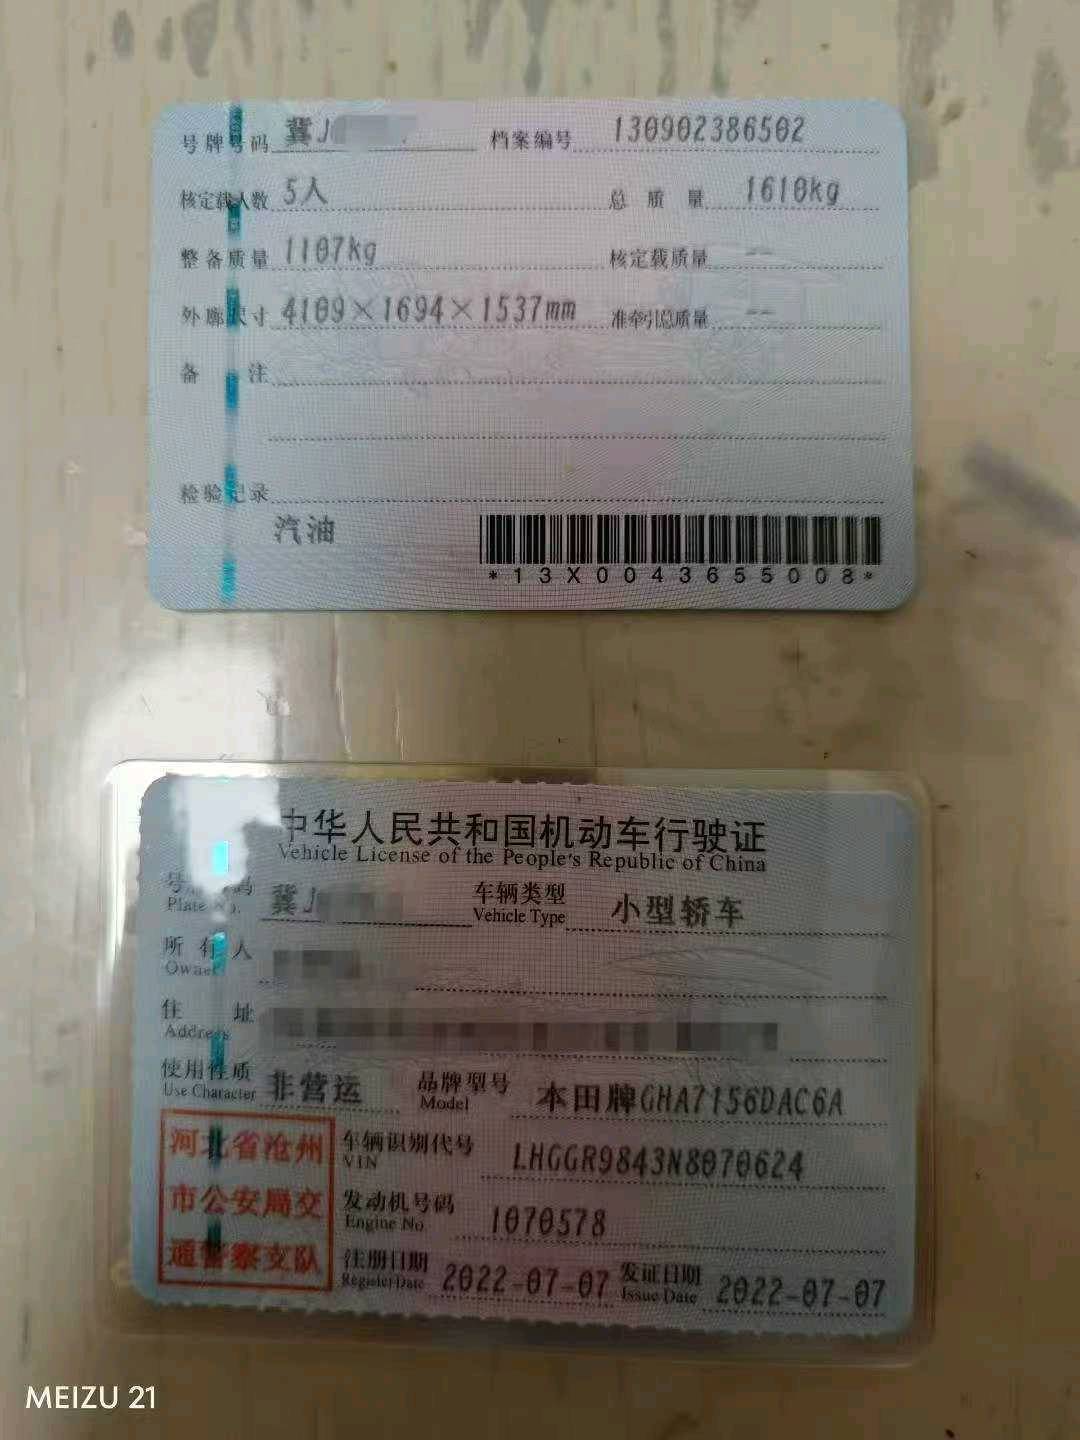 号牌号码 冀J 档案编号 130902386502
核定载人数 5人 总质量 1610kg
整备质量 1107kg 核定载质量 --
外廓尺寸 4109×1694×1537mm 准牵引总质量 --
备注
检验记录
汽油
*13X0043655008*
中华人民共和国机动车行驶证
Vehicle License of the People's Republic of China
号牌号码 冀J 车辆类型 小型轿车
Plate No. Vehicle Type
所有人
Owner
住址
Address
使用性质 非营运 品牌型号 本田牌GHA7156DAC6A
Use Character Model
河北省沧州
市公安局交
通警察支队
车辆识别代号 LHGGR9843N8070624
VIN
发动机号码 1070578
Engine No
注册日期 2022-07-07 发证日期 2022-07-07
Register Date Issue Date
MEIZU 21